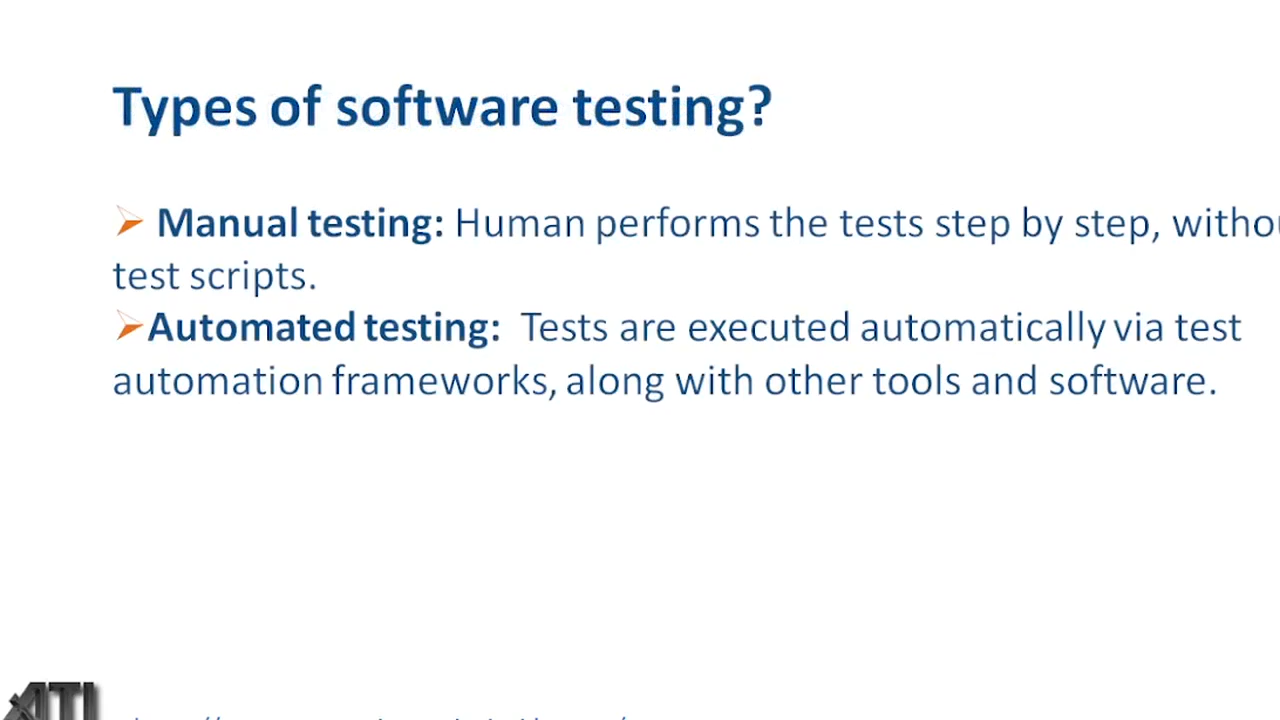 Types of software testing?
Manual testing: Human performs the tests step by step,
test scripts.
Automated testing: Tests are executed automatically via test
automation frameworks, along with other tools and software.
ATI